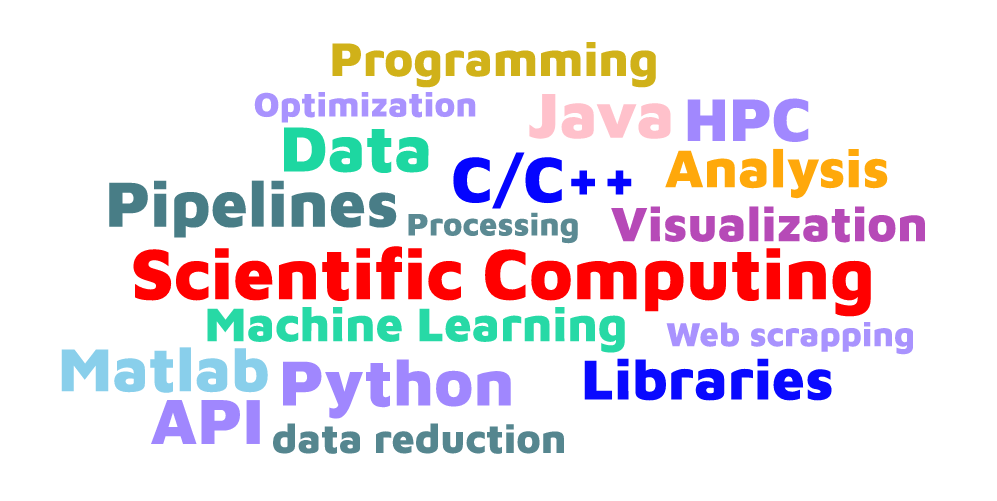 Programming
Optimization
Java HPC
Data
C/C++
Analysis
Pipelines
Processing
Visualization
Scientific Computing
Machine Learning
Web scrapping
Matlab
Python
Libraries
API
data reduction